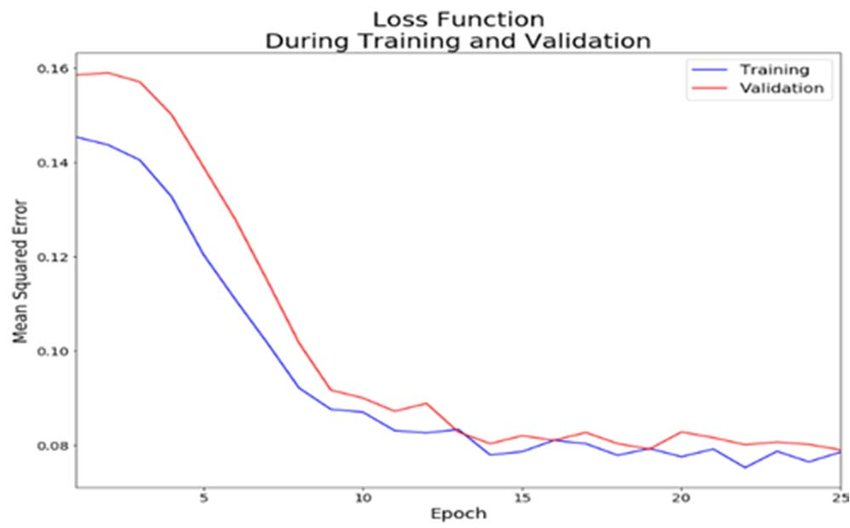 Loss Function
During Training and Validation
Training
Validation
Mean Squared Error
0.16
0.14
0.12
0.10
0.08
5 10 15 20 25
Epoch